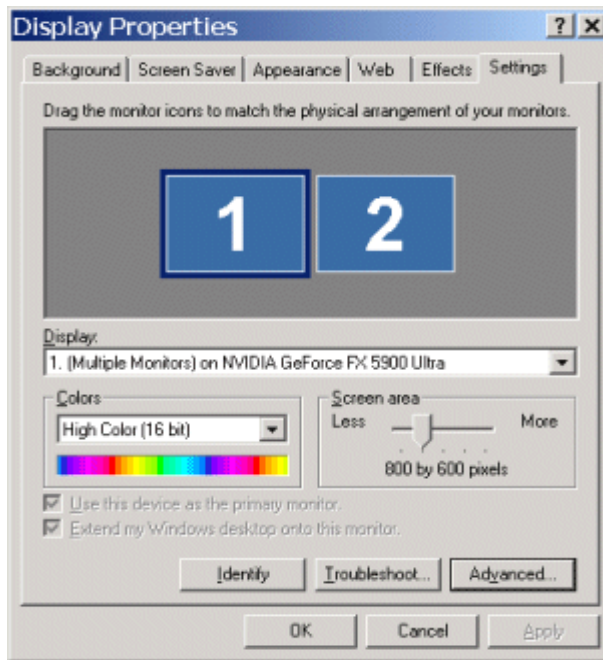 Display Properties
Background Screen Saver Appearance Web Effects Settings
Drag the monitor icons to match the physical arrangement of your monitors.
1 2
Display:
1. (Multiple Monitors) on NVIDIA GeForce FX 5900 Ultra
Colors
High Color (16 bit)
Screen area
Less More
800 by 600 pixels
Use this device as the primary monitor.
Extend my Windows desktop onto this monitor.
Identify Troubleshoot... Advanced...
OK Cancel Apply